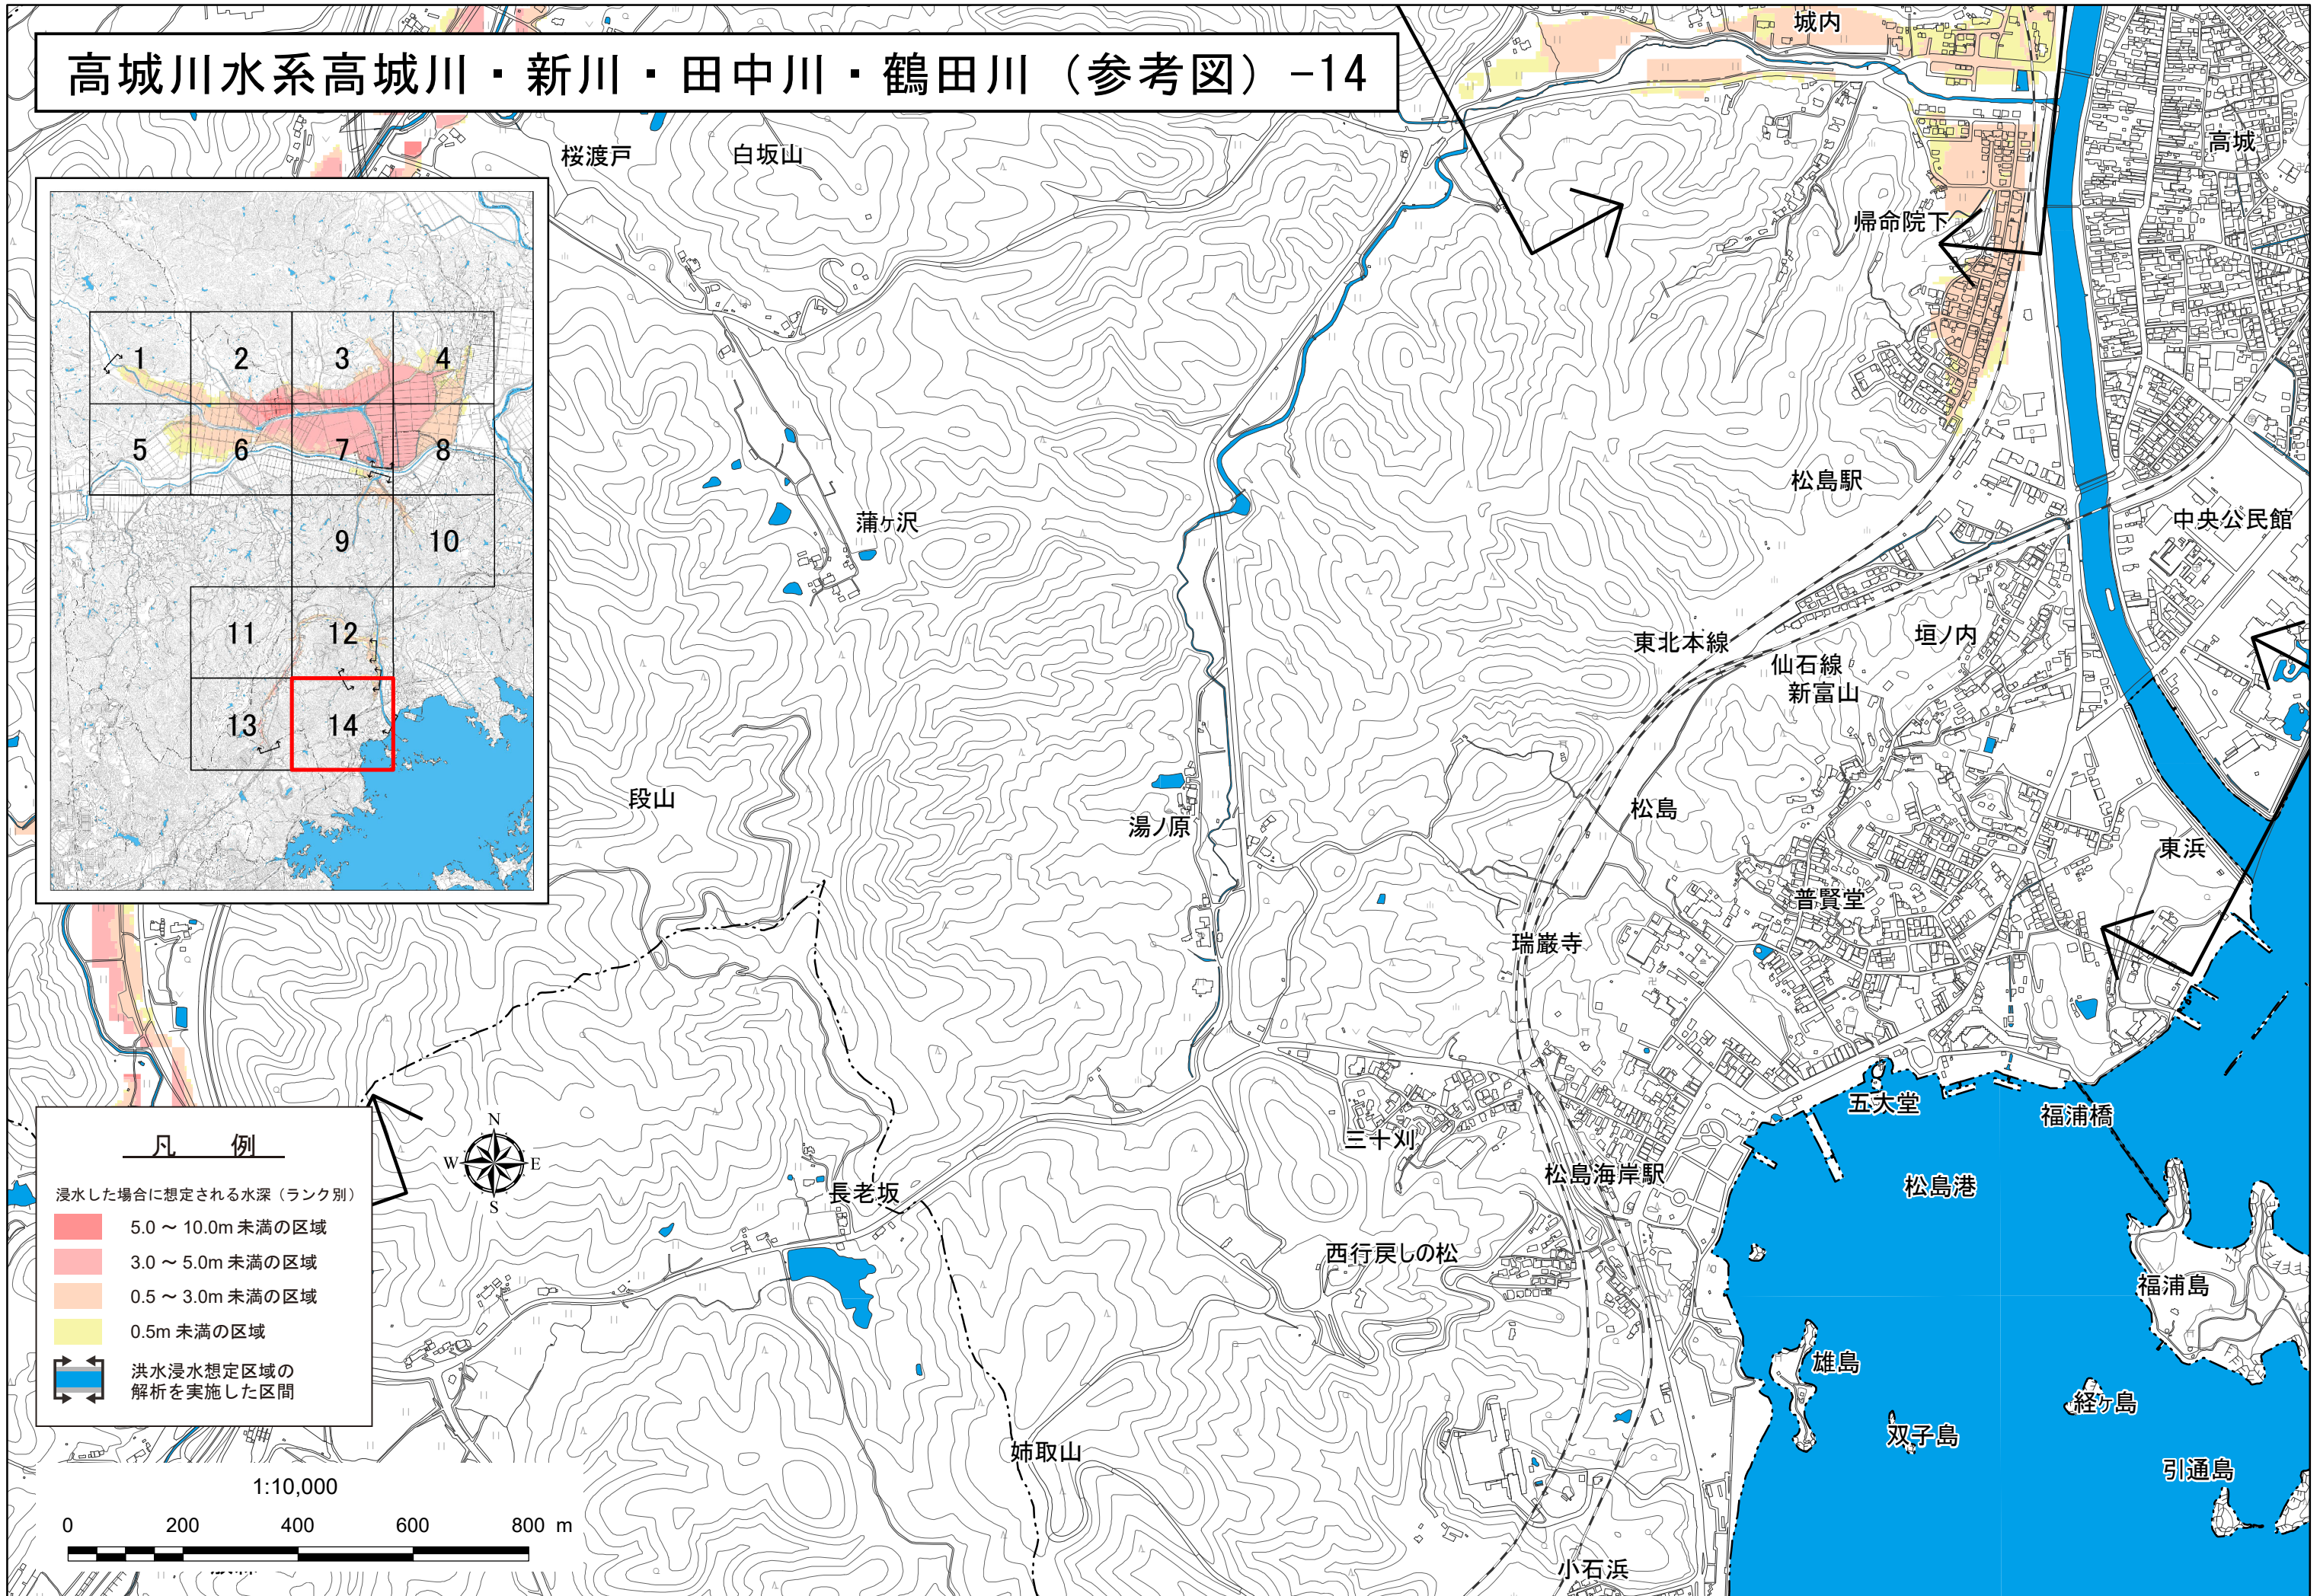 高城川水系高城川・新川・田中川・鶴田川（参考図）-14
城内
高城
桜渡戸
白坂山
帰命院下
1
2
3
4
5
6
7
8
9
10
11
12
13
14
松島駅
中央公民館
蒲ヶ沢
東北本線
仙石線
新富山
垣ノ内
段山
湯ノ原
松島
東浜
普賢堂
瑞巌寺
五大堂
福浦橋
三十刈
松島海岸駅
松島港
長老坂
西行戻しの松
福浦島
雄島
経ヶ島
双子島
引通島
姉取山
小石浜
N
W
E
S
凡 例
浸水した場合に想定される水深（ランク別）
5.0 ～ 10.0m 未満の区域
3.0 ～ 5.0m 未満の区域
0.5 ～ 3.0m 未満の区域
0.5m 未満の区域
洪水浸水想定区域の
解析を実施した区間
1:10,000
0 200 400 600 800 m